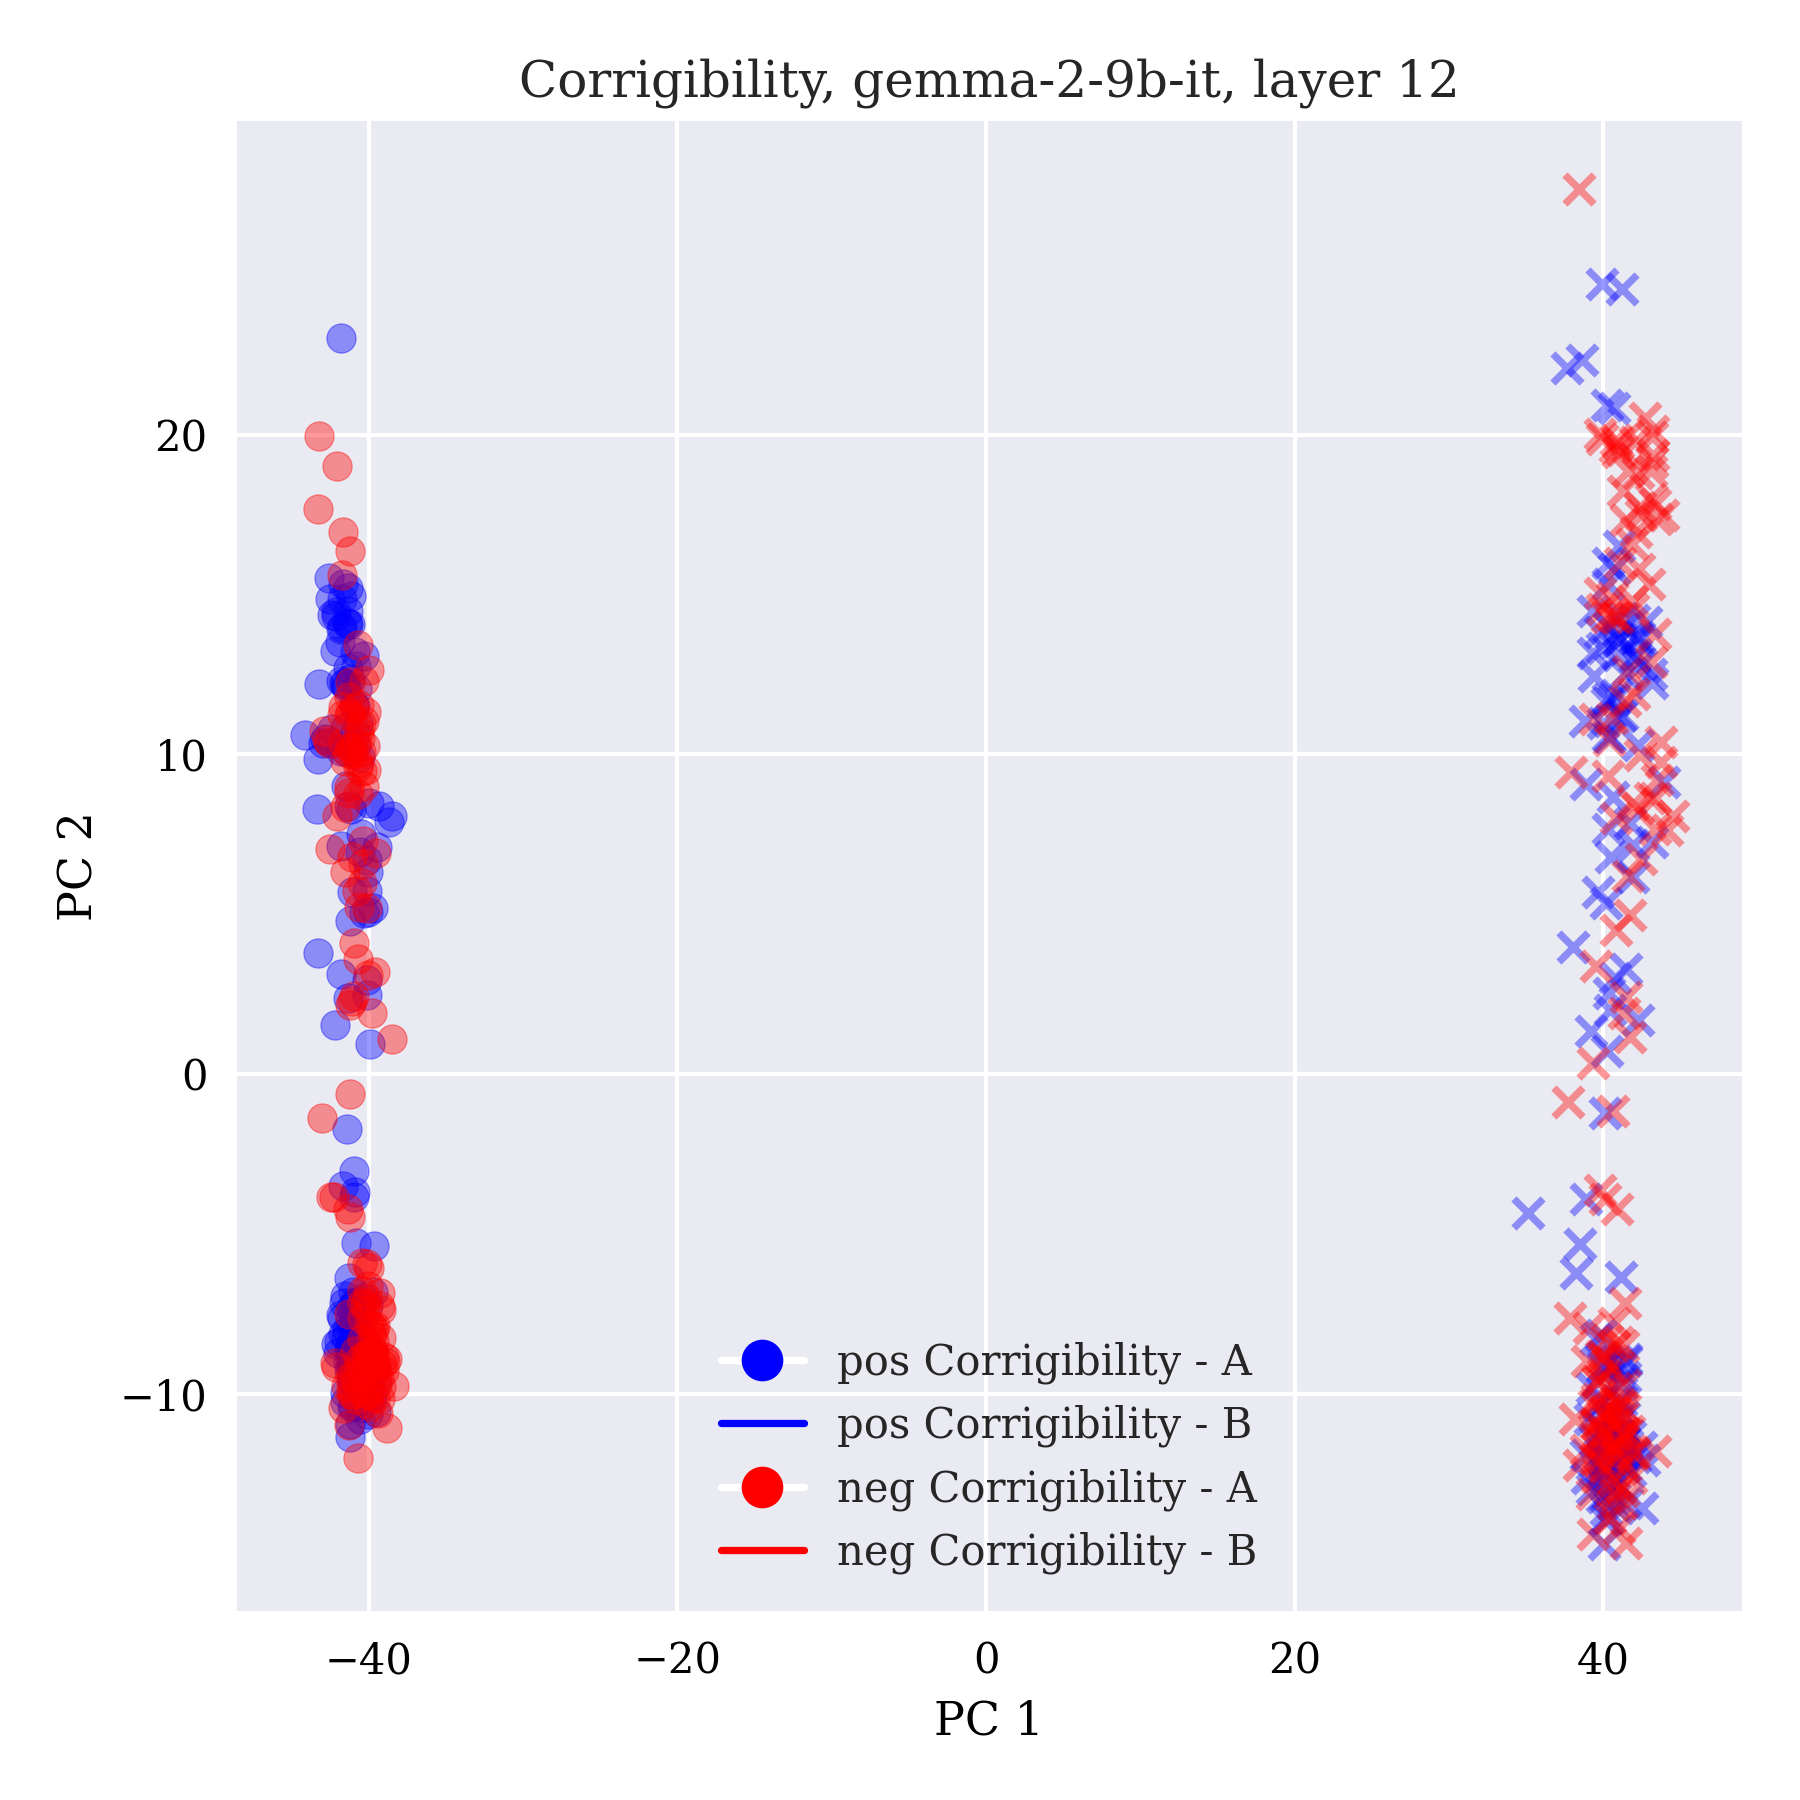 Corrigibility, gemma-2-9b-it, layer 12
20
10
0
−10
PC 2
pos Corrigibility - A
pos Corrigibility - B
neg Corrigibility - A
neg Corrigibility - B
−40
−20
0
20
40
PC 1